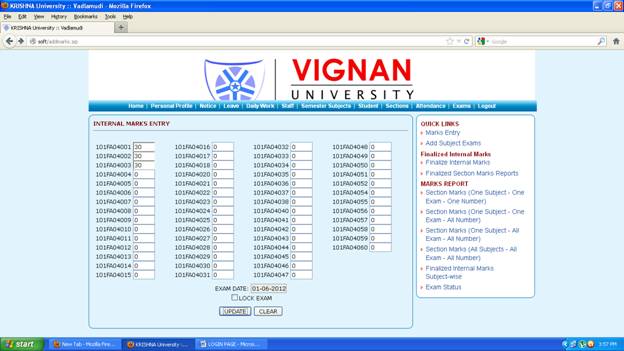 KRISHNA University :: Vadlamudi - Mozilla Firefox
File Edit View History Bookmarks Tools Help
KRISHNA University :: Vadlamudi
soft/addmarks.jsp
Google
VIGNAN
UNIVERSITY
Home | Personal Profile | Notice | Leave | Daily Work | Staff | Semester Subjects | Student | Sections | Attendance | Exams | Logout
INTERNAL MARKS ENTRY
101FA04001 30 101FA04016 0 101FA04032 0 101FA04048 0
101FA04002 30 101FA04017 0 101FA04033 0 101FA04049 0
101FA04003 30 101FA04018 0 101FA04034 0 101FA04050 0
101FA04004 0 101FA04020 0 101FA04035 0 101FA04051 0
101FA04005 0 101FA04021 0 101FA04036 0 101FA04052 0
101FA04006 0 101FA04022 0 101FA04037 0 101FA04053 0
101FA04007 0 101FA04023 0 101FA04038 0 101FA04055 0
101FA04008 0 101FA04024 0 101FA04040 0 101FA04056 0
101FA04009 0 101FA04025 0 101FA04041 0 101FA04057 0
101FA04010 0 101FA04026 0 101FA04042 0 101FA04058 0
101FA04011 0 101FA04027 0 101FA04043 0 101FA04059 0
101FA04012 0 101FA04028 0 101FA04044 0 101FA04060 0
101FA04013 0 101FA04029 0 101FA04045 0
101FA04014 0 101FA04030 0 101FA04046 0
101FA04015 0 101FA04031 0 101FA04047 0
EXAM DATE: 01-06-2012
LOCK EXAM
UPDATE CLEAR
QUICK LINKS
Marks Entry
Add Subject Exams
Finalized Internal Marks
Finalize Internal Marks
Finalized Section Marks Reports
MARKS REPORT
Section Marks (One Subject - One
Exam - One Number)
Section Marks (One Subject - One
Exam - All Number)
Section Marks (One Subject - All
Exam - All Number)
Section Marks (All Subjects - All
Exam - All Number)
Finalized Internal Marks
Subject-wise
Exam Status
start
New Tab - Mozilla Fire...
KRISHNA University :...
LOGIN PAGE - Micros...
3:57 PM